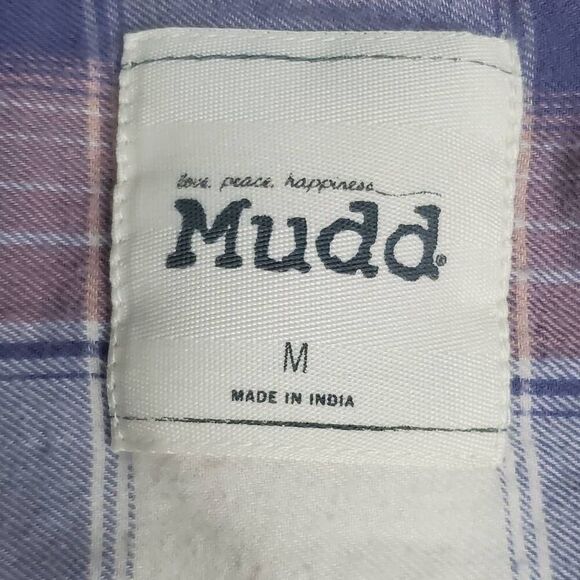 love. peace. happiness
Mudd®
M
MADE IN INDIA